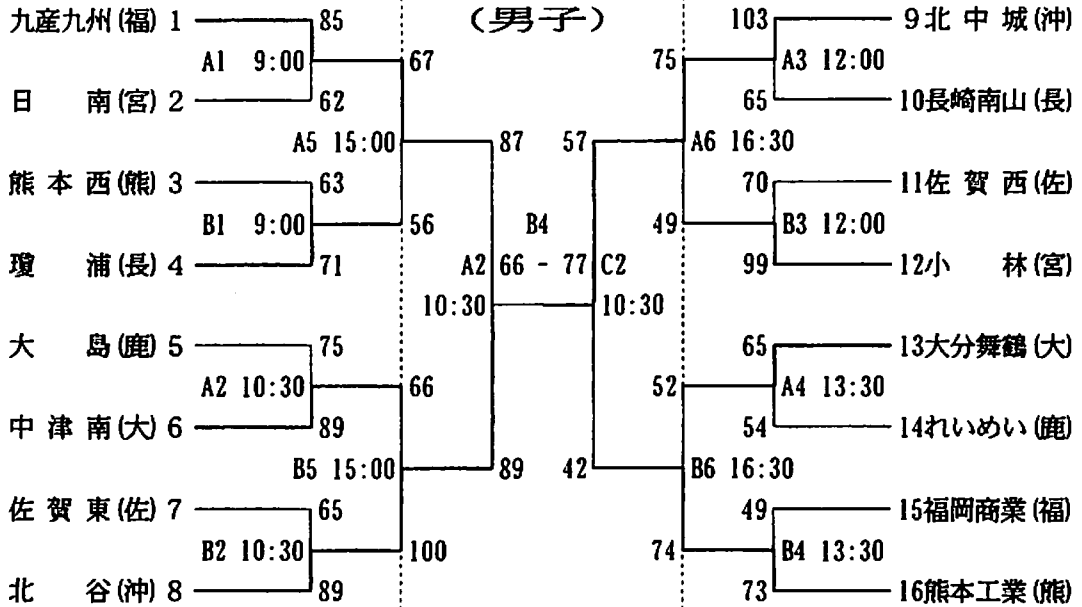 (男子)
九産九州(福) 1 85 103 9北中城(沖)
A1 9:00 67 75 A3 12:00
日南(宮) 2 62 65 10長崎南山(長)
A5 15:00 87 57 A6 16:30
熊本西(熊) 3 63 70 11佐賀西(佐)
B1 9:00 56 B4 49 B3 12:00
瓊浦(長) 4 71 A2 66 - 77 C2 99 12小林(宮)
10:30 10:30
大島(鹿) 5 75 65 13大分舞鶴(大)
A2 10:30 66 52 A4 13:30
中津南(大) 6 89 54 14れいめい(鹿)
B5 15:00 89 42 B6 16:30
佐賀東(佐) 7 65 49 15福岡商業(福)
B2 10:30 100 74 B4 13:30
北谷(沖) 8 89 73 16熊本工業(熊)